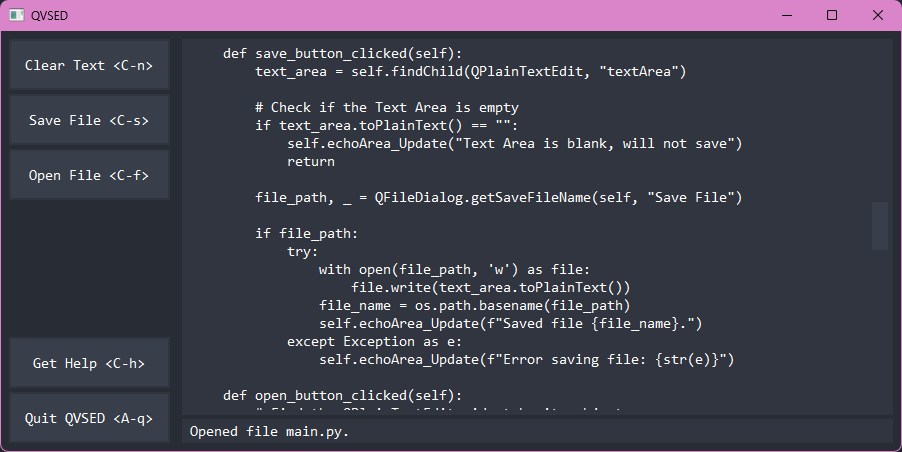 QVSED
Clear Text <C-n>
Save File <C-s>
Open File <C-f>
Get Help <C-h>
Quit QVSED <A-q>
    def save_button_clicked(self):
        text_area = self.findChild(QPlainTextEdit, "textArea")

        # Check if the Text Area is empty
        if text_area.toPlainText() == "":
            self.echoArea_Update("Text Area is blank, will not save")
            return

        file_path, _ = QFileDialog.getSaveFileName(self, "Save File")

        if file_path:
            try:
                with open(file_path, 'w') as file:
                    file.write(text_area.toPlainText())
                file_name = os.path.basename(file_path)
                self.echoArea_Update(f"Saved file {file_name}.")
            except Exception as e:
                self.echoArea_Update(f"Error saving file: {str(e)}")

    def open_button_clicked(self):
Opened file main.py.